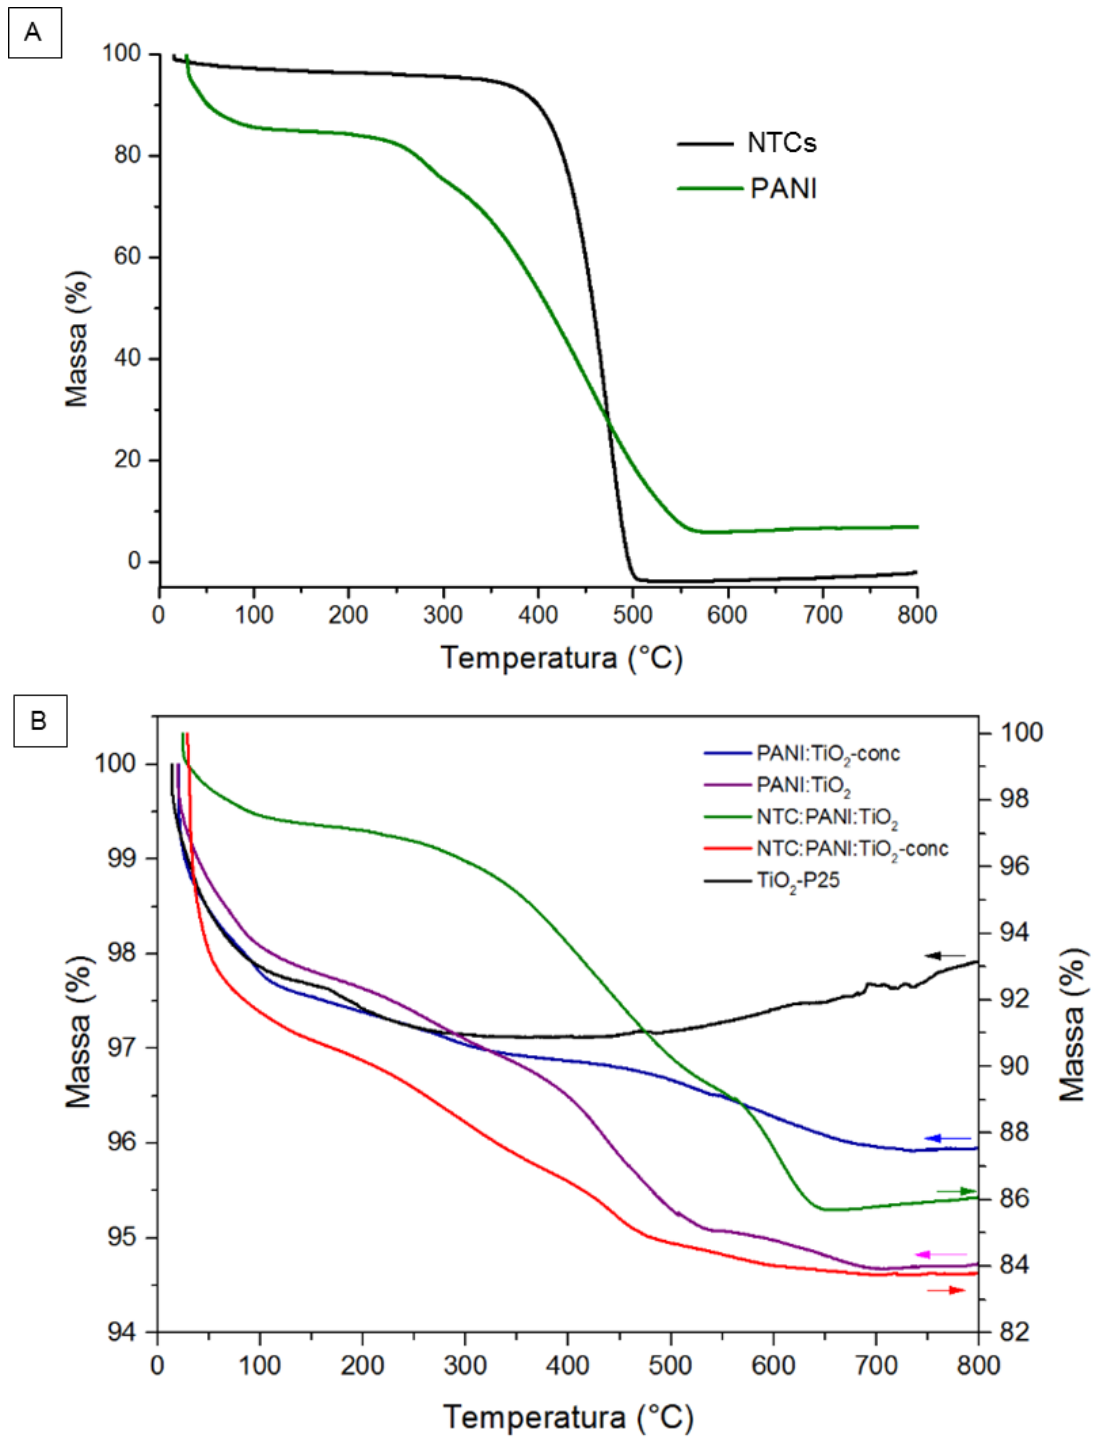 A
100
80
60
40
20
0
Massa (%)
NTCs
PANI
0 100 200 300 400 500 600 700 800
Temperatura (°C)
B
100
99
98
97
96
95
94
Massa (%)
PANI:TiO₂-conc
PANI:TiO₂
NTC:PANI:TiO₂
NTC:PANI:TiO₂-conc
TiO₂-P25
100
98
96
94
92
90
88
86
84
82
Massa (%)
0 100 200 300 400 500 600 700 800
Temperatura (°C)